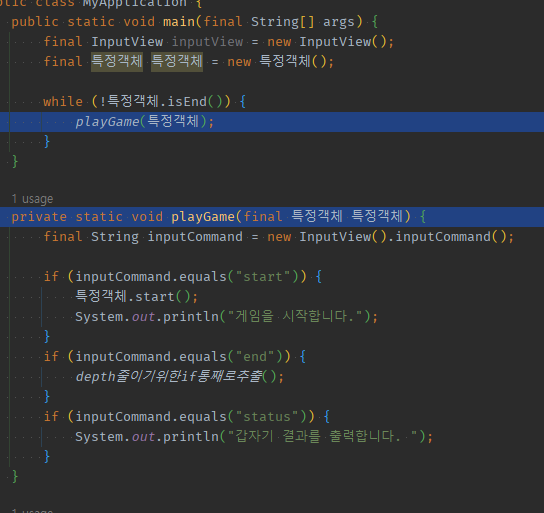 public class MyApplication {
public static void main(final String[] args) {
final InputView inputView = new InputView();
final 특정객체 특정객체 = new 특정객체();
while (!특정객체.isEnd()) {
playGame(특정객체);
}
}
1 usage
private static void playGame(final 특정객체 특정객체) {
final String inputCommand = new InputView().inputCommand();
if (inputCommand.equals("start")) {
특정객체.start();
System.out.println("게임을 시작합니다.");
}
if (inputCommand.equals("end")) {
depth줄이기위한if통째로추출();
}
if (inputCommand.equals("status")) {
System.out.println("갑자기 결과를 출력합니다. ");
}
}
1 usage